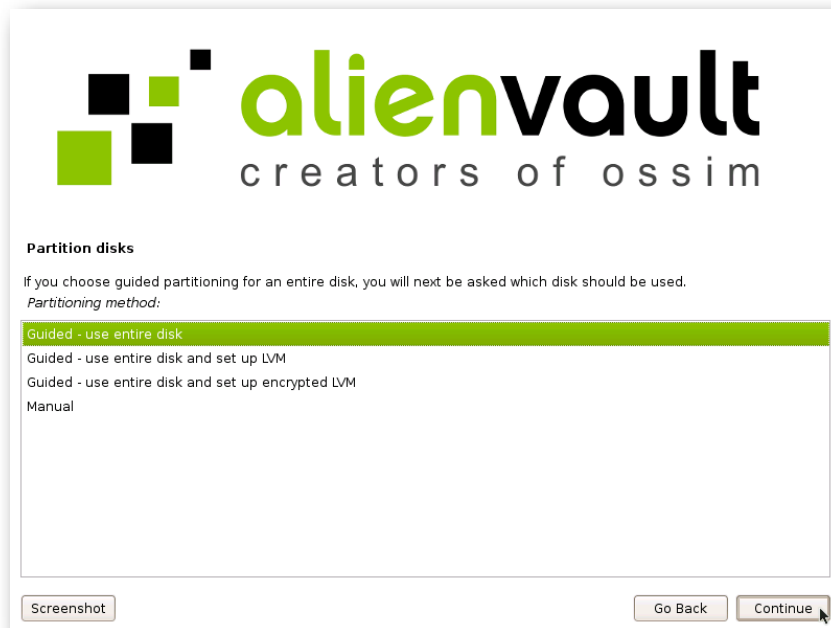 alienvault
creators of ossim
Partition disks
If you choose guided partitioning for an entire disk, you will next be asked which disk should be used.
Partitioning method:
Guided - use entire disk
Guided - use entire disk and set up LVM
Guided - use entire disk and set up encrypted LVM
Manual
Screenshot
Go Back
Continue